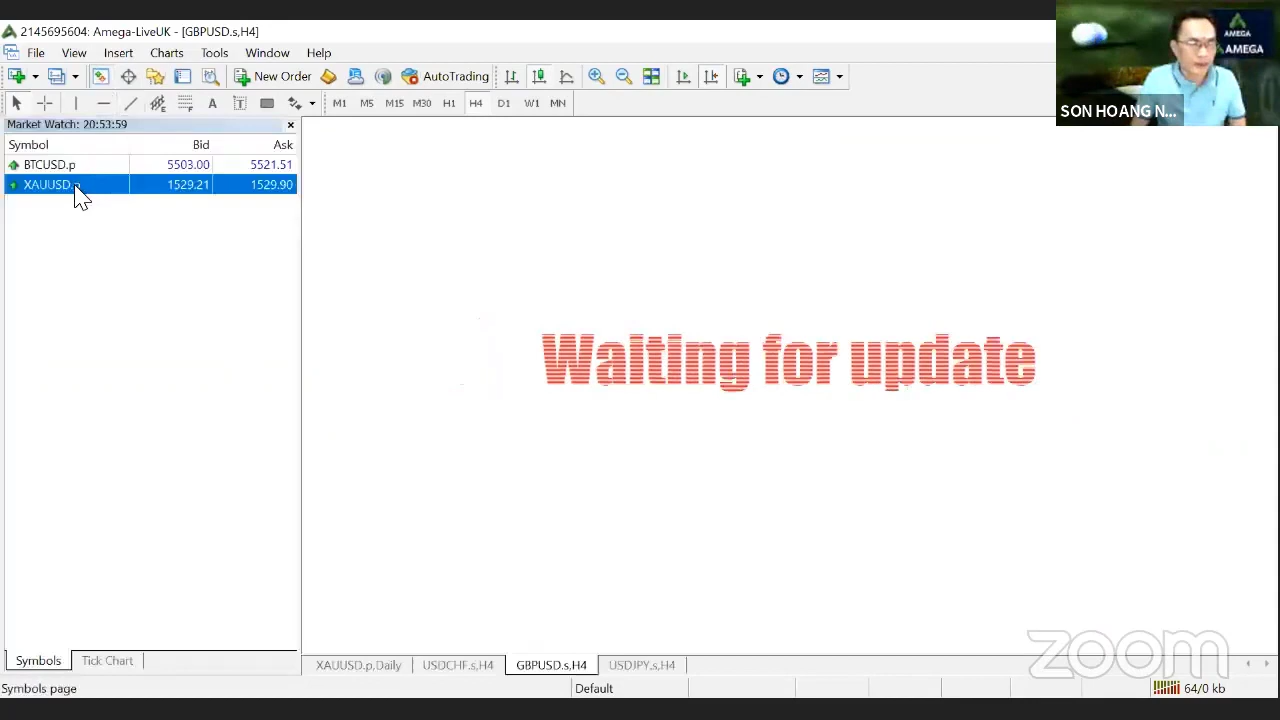 2145695604: Amega-LiveUK - [GBPUSD.s,H4]
File View Insert Charts Tools Window Help
New Order AutoTrading
M1 M5 M15 M30 H1 H4 D1 W1 MN
AMEGA
AMEGA
SON HOANG N...
Market Watch: 20:53:59
Symbol Bid Ask
BTCUSD.p 5503.00 5521.51
XAUUSD.p 1529.21 1529.90
Waiting for update
zoom
Symbols Tick Chart
XAUUSD.p,Daily USDCHF.s,H4 GBPUSD.s,H4 USDJPY.s,H4
Symbols page Default 64/0 kb